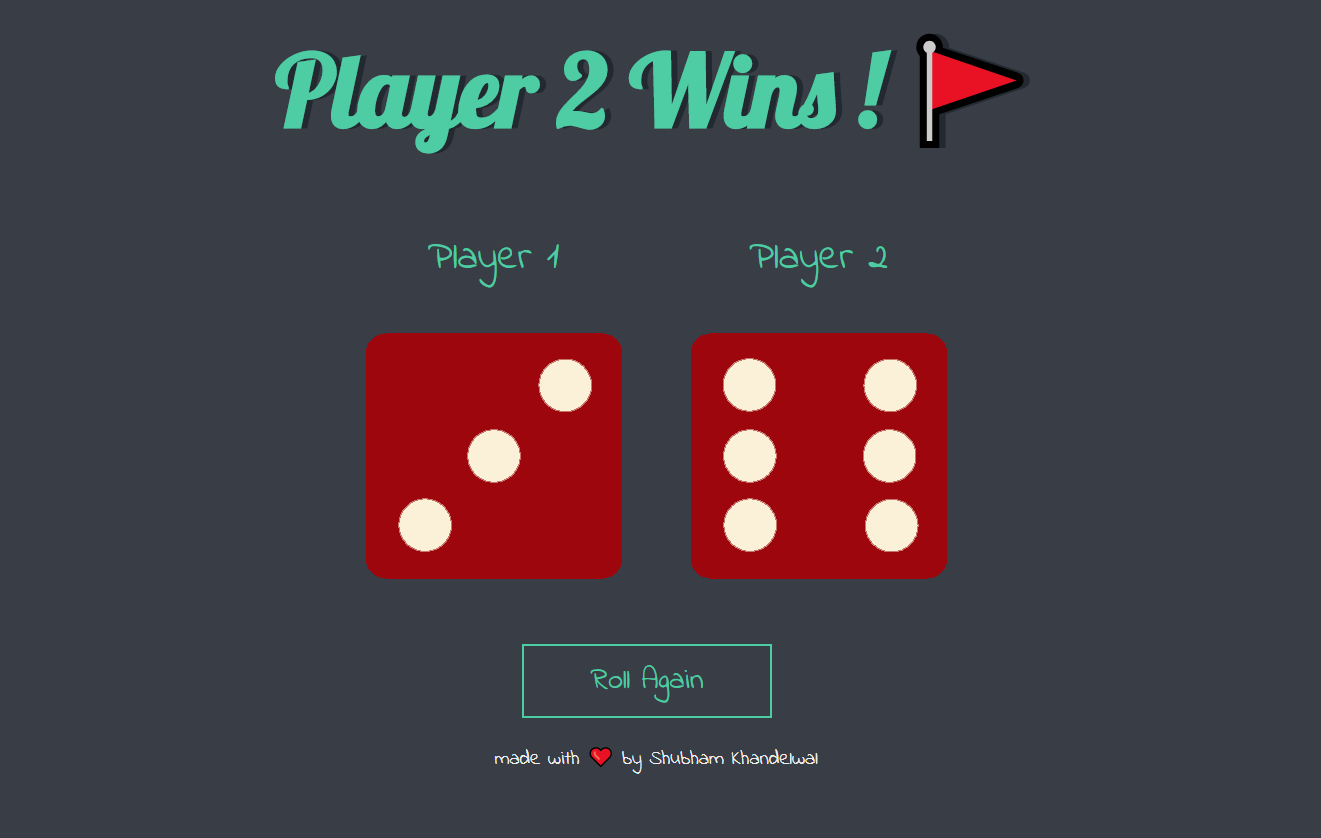 Player 2 Wins ! 🚩
Player 1
Player 2
Roll Again
made with ❤️ by Shubham Khandelwal